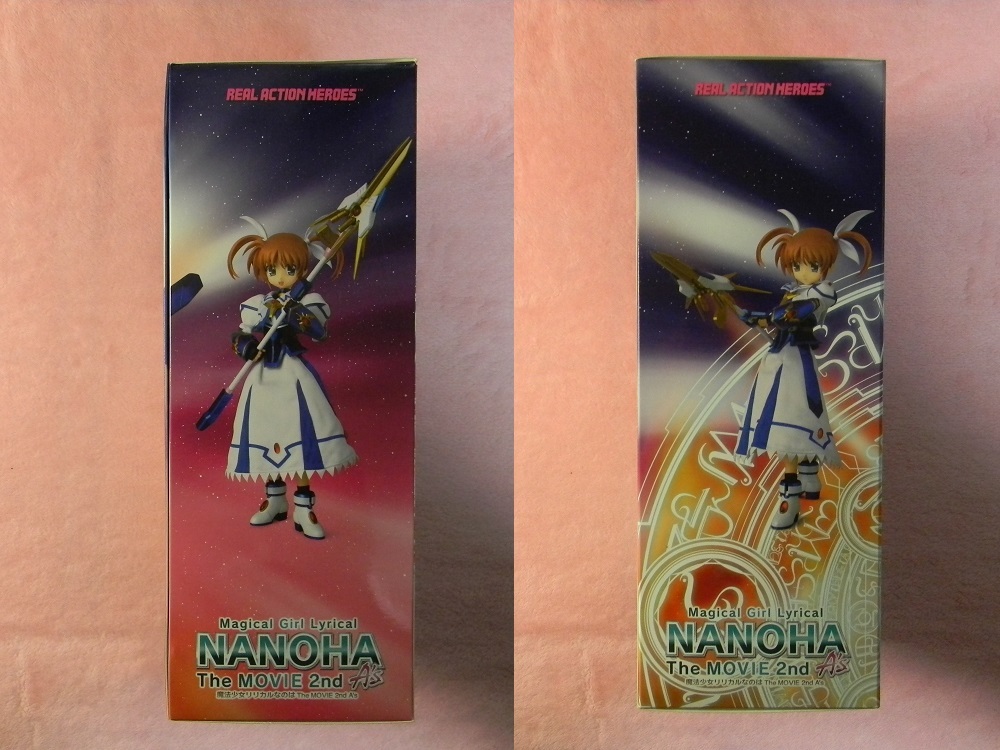 REAL ACTION HEROES™
Magical Girl Lyrical
NANOHA
The MOVIE 2nd A's
魔法少女リリカルなのは The MOVIE 2nd A's
REAL ACTION HEROES™
Magical Girl Lyrical
NANOHA
The MOVIE 2nd A's
魔法少女リリカルなのは The MOVIE 2nd A's